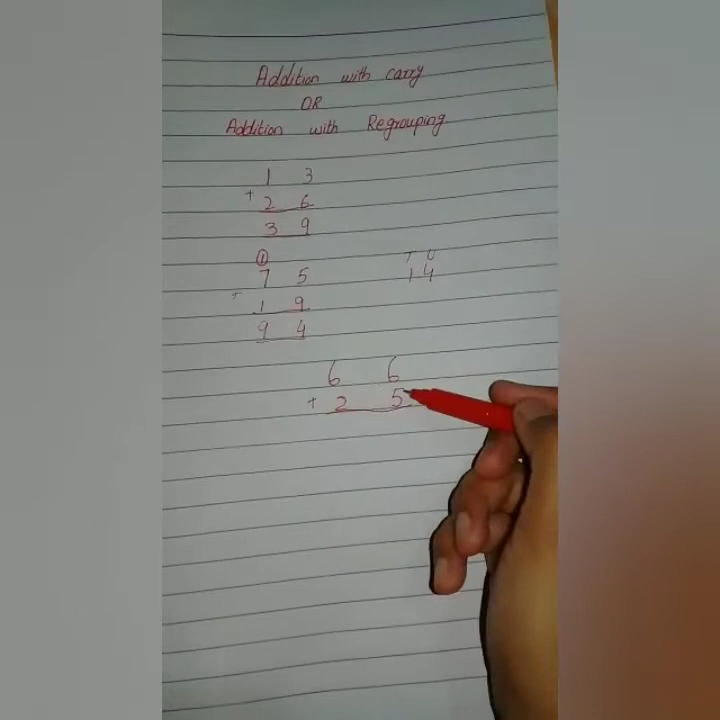 Addition with carry
OR
Addition with Regrouping
1 3
+ 2 6
3 9
①
7 5
+ 1 9
9 4
T U
1 4
6 6
+ 2 5